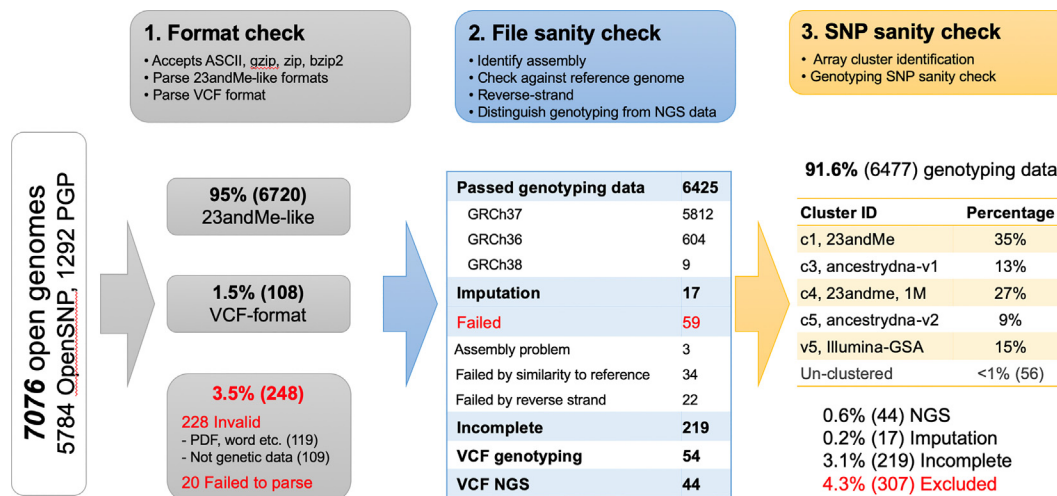 1. Format check
• Accepts ASCII, gzip, zip, bzip2
• Parse 23andMe-like formats
• Parse VCF format
2. File sanity check
• Identify assembly
• Check against reference genome
• Reverse-strand
• Distinguish genotyping from NGS data
3. SNP sanity check
• Array cluster identification
• Genotyping SNP sanity check
7076 open genomes
5784 OpenSNP, 1292 PGP
95% (6720)
23andMe-like
1.5% (108)
VCF-format
3.5% (248)
228 Invalid
- PDF, word etc. (119)
- Not genetic data (109)
20 Failed to parse
Passed genotyping data 6425
GRCh37 5812
GRCh36 604
GRCh38 9
Imputation 17
Failed 59
Assembly problem 3
Failed by similarity to reference 34
Failed by reverse strand 22
Incomplete 219
VCF genotyping 54
VCF NGS 44
91.6% (6477) genotyping data
Cluster ID Percentage
c1, 23andMe 35%
c3, ancestrydna-v1 13%
c4, 23andme, 1M 27%
c5, ancestrydna-v2 9%
v5, Illumina-GSA 15%
Un-clustered <1% (56)
0.6% (44) NGS
0.2% (17) Imputation
3.1% (219) Incomplete
4.3% (307) Excluded